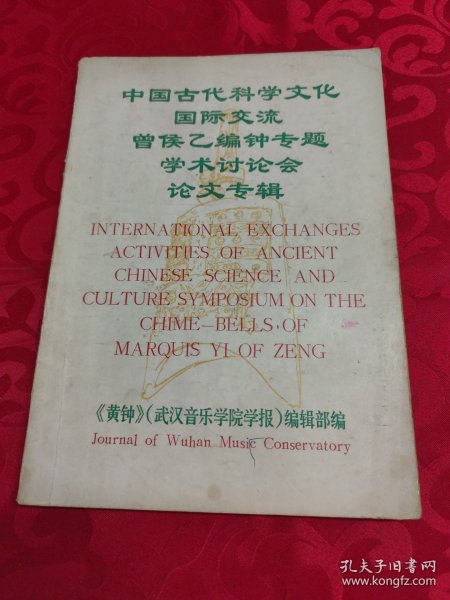 中国古代科学文化
国际交流
曾侯乙编钟专题
学术讨论会
论文专辑
INTERNATIONAL EXCHANGES
ACTIVITIES OF ANCIENT
CHINESE SCIENCE AND
CULTURE SYMPOSIUM ON THE
CHIME—BELLS OF
MARQUIS YI OF ZENG
《黄钟》(武汉音乐学院学报)编辑部编
Journal of Wuhan Music Conservatory
孔夫子旧书网
www.kongfz.com